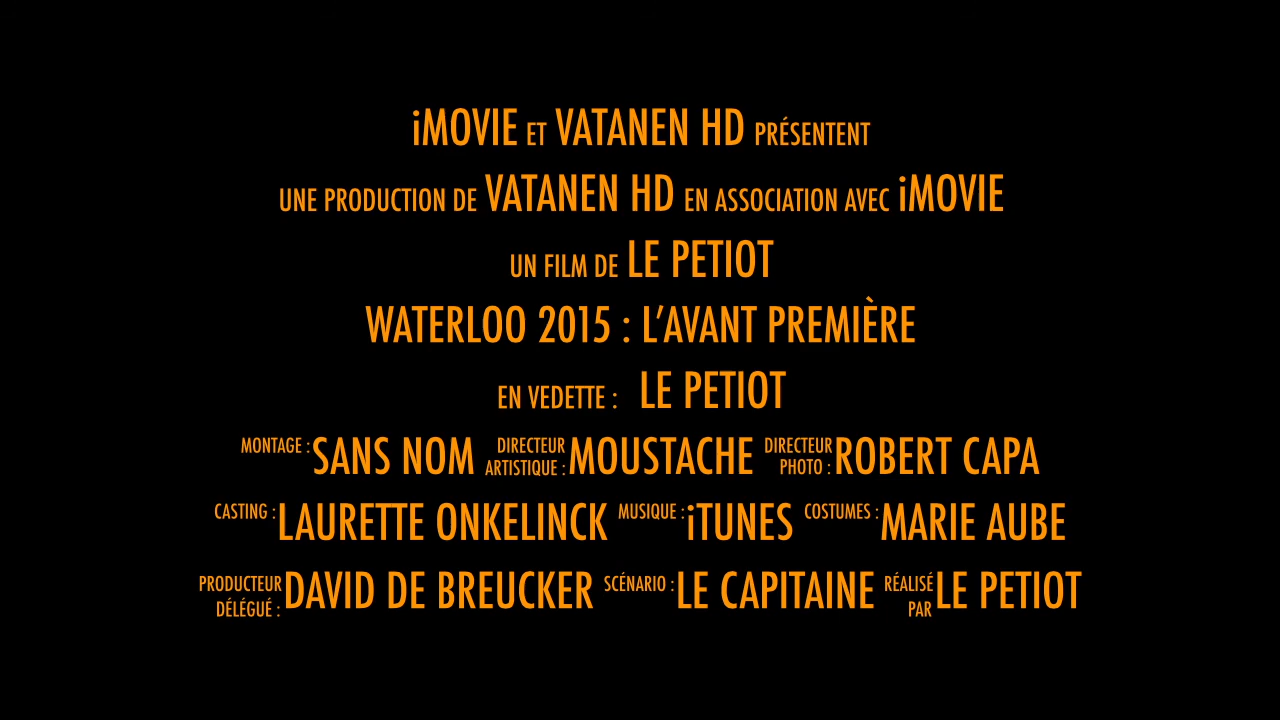 iMOVIE ET VATANEN HD PRÉSENTENT
UNE PRODUCTION DE VATANEN HD EN ASSOCIATION AVEC iMOVIE
UN FILM DE LE PETIOT
WATERLOO 2015 : L'AVANT PREMIÈRE
EN VEDETTE : LE PETIOT
MONTAGE : SANS NOM DIRECTEUR ARTISTIQUE : MOUSTACHE DIRECTEUR PHOTO : ROBERT CAPA
CASTING : LAURETTE ONKELINCK MUSIQUE : iTUNES COSTUMES : MARIE AUBE
PRODUCTEUR DÉLÉGUÉ : DAVID DE BREUCKER SCÉNARIO : LE CAPITAINE RÉALISÉ PAR LE PETIOT